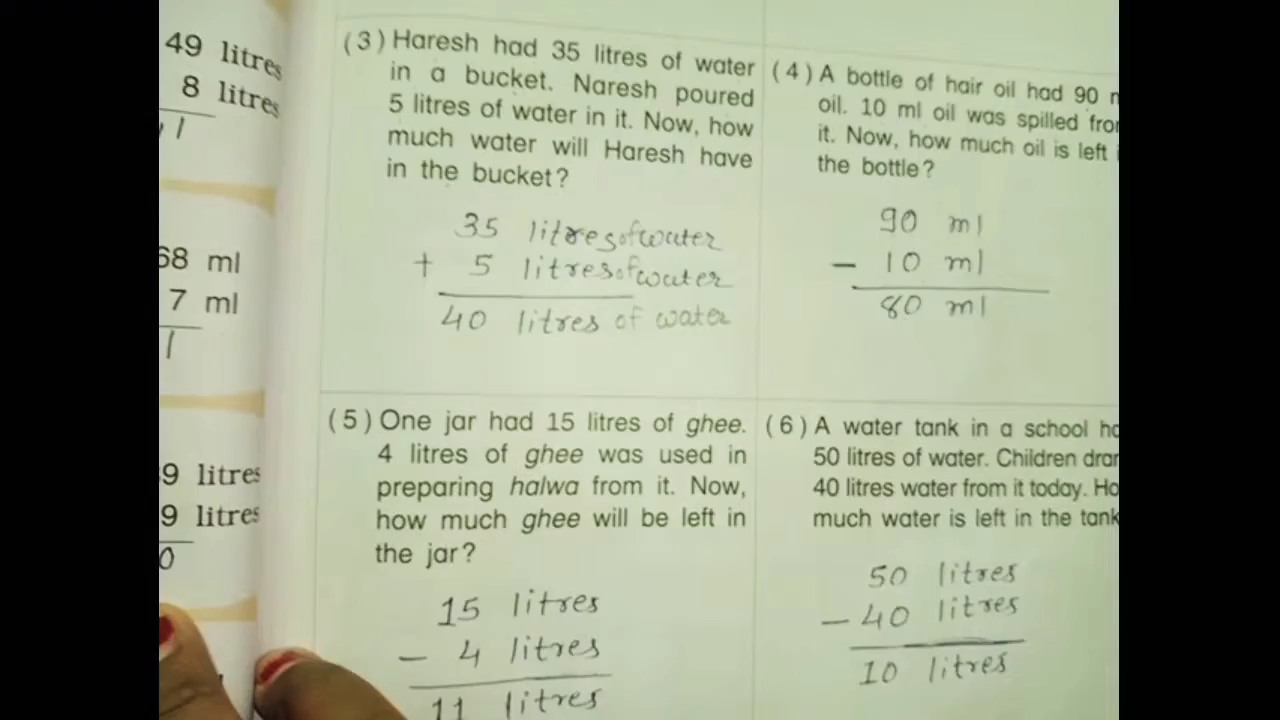 49 litres
8 litres
1
68 ml
7 ml
1
9 litres
9 litres
0
(3) Haresh had 35 litres of water
in a bucket. Naresh poured
5 litres of water in it. Now, how
much water will Haresh have
in the bucket?
35 litres of water
+ 5 litres of water
40 litres of water
(4) A bottle of hair oil had 90
oil. 10 ml oil was spilled
it. Now, how much oil is left
the bottle?
90 ml
- 10 ml
80 ml
(5) One jar had 15 litres of ghee.
4 litres of ghee was used in
preparing halwa from it. Now,
how much ghee will be left in
the jar?
15 litres
- 4 litres
11 litres
(6) A water tank in a school
50 litres of water. Children
40 litres water from it today.
much water is left in the tank
50 litres
- 40 litres
10 litres